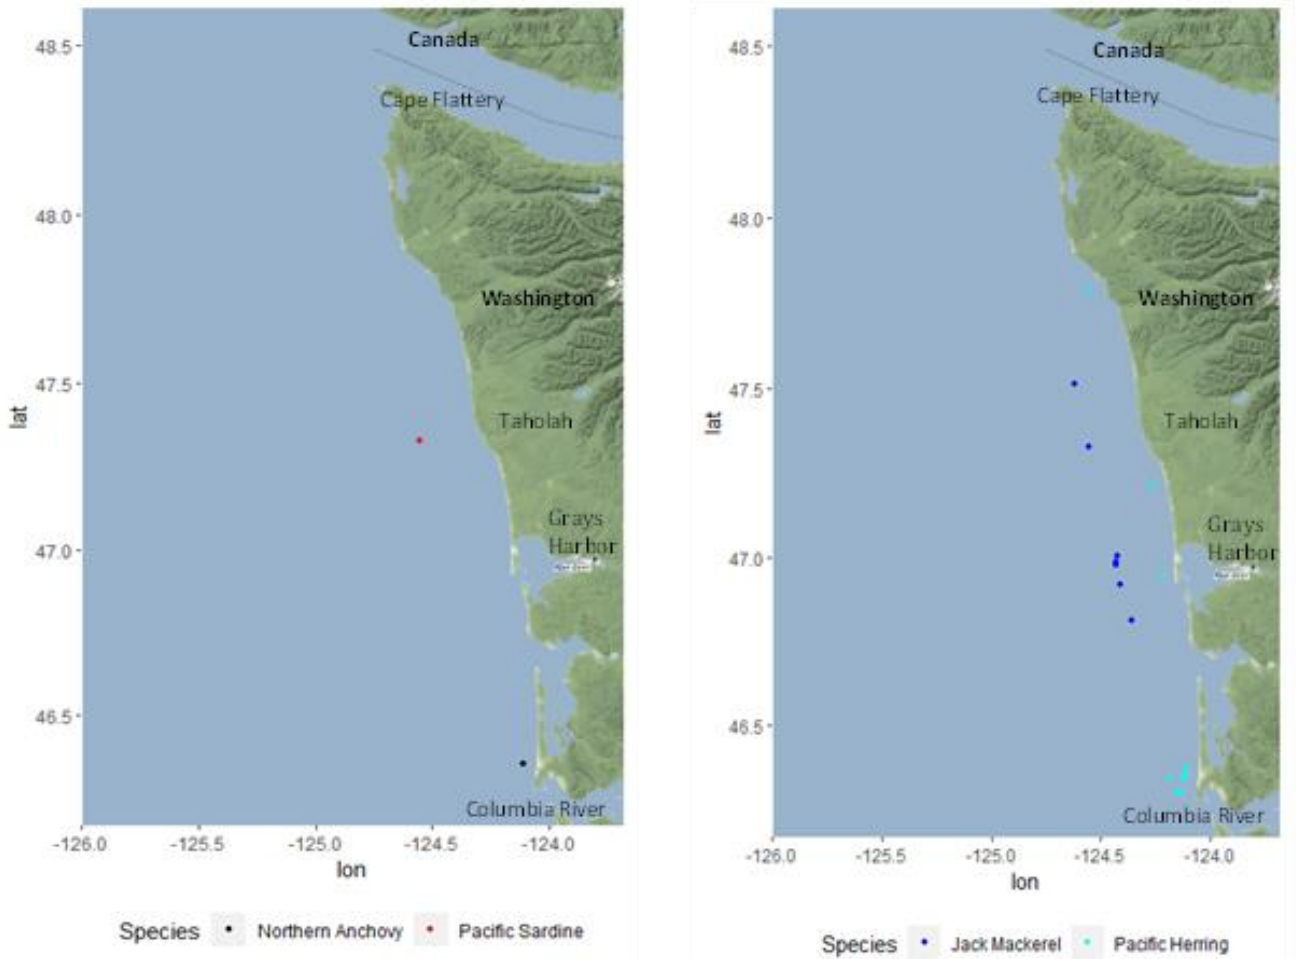 Canada
48.5
Cape Flattery
48.0
Washington
47.5
Taholah
lat
Grays
Harbor
47.0
46.5
Columbia River
-126.0 -125.5 -125.0 -124.5 -124.0
lon
Species Northern Anchovy Pacific Sardine
Canada
48.5
Cape Flattery
48.0
Washington
47.5
Taholah
lat
Grays
Harbor
47.0
46.5
Columbia River
-126.0 -125.5 -125.0 -124.5 -124.0
lon
Species Jack Mackerel Pacific Herring